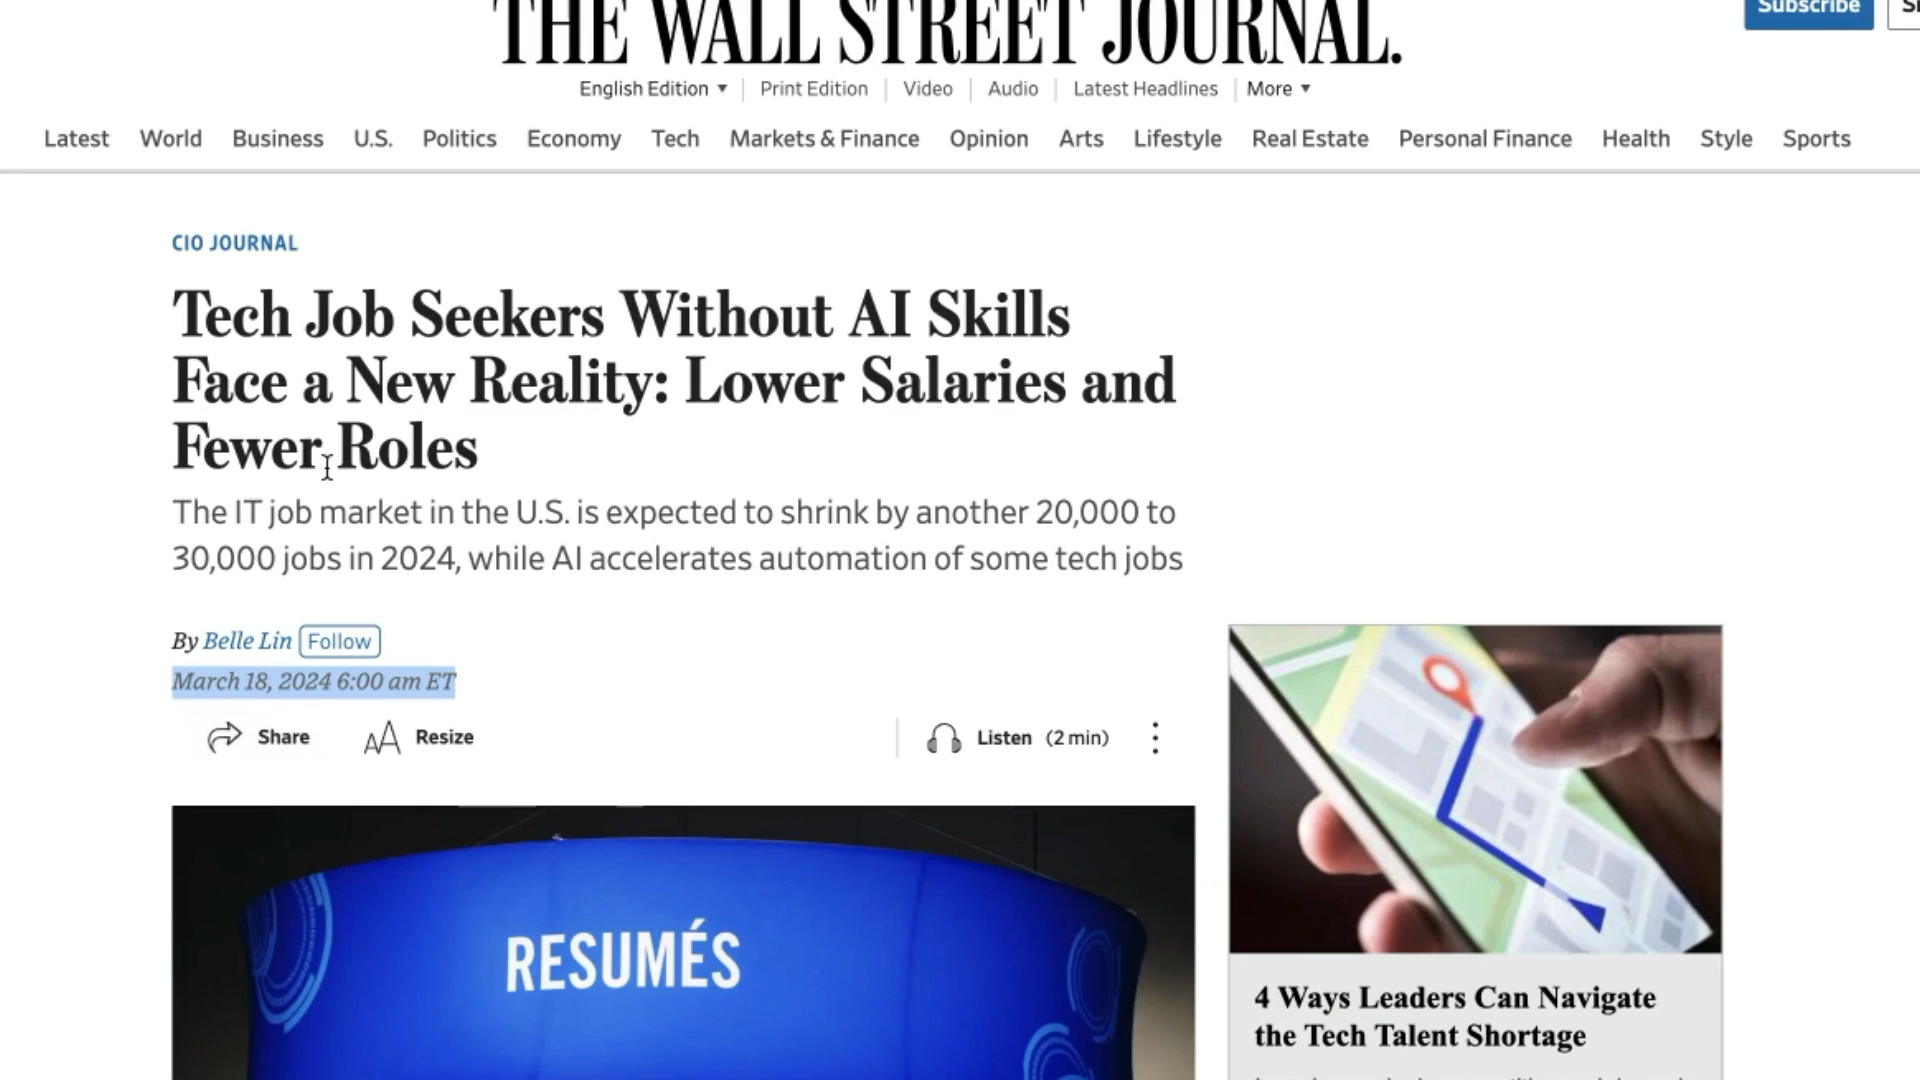 THE WALL STREET JOURNAL.
Subscribe
English Edition ▼ Print Edition Video Audio Latest Headlines More ▼
Latest World Business U.S. Politics Economy Tech Markets & Finance Opinion Arts Lifestyle Real Estate Personal Finance Health Style Sports
CIO JOURNAL
Tech Job Seekers Without AI Skills
Face a New Reality: Lower Salaries and
Fewer Roles
The IT job market in the U.S. is expected to shrink by another 20,000 to
30,000 jobs in 2024, while AI accelerates automation of some tech jobs
By Belle Lin Follow
March 18, 2024 6:00 am ET
Share AA Resize Listen (2 min)
RESUMÉS
4 Ways Leaders Can Navigate
the Tech Talent Shortage